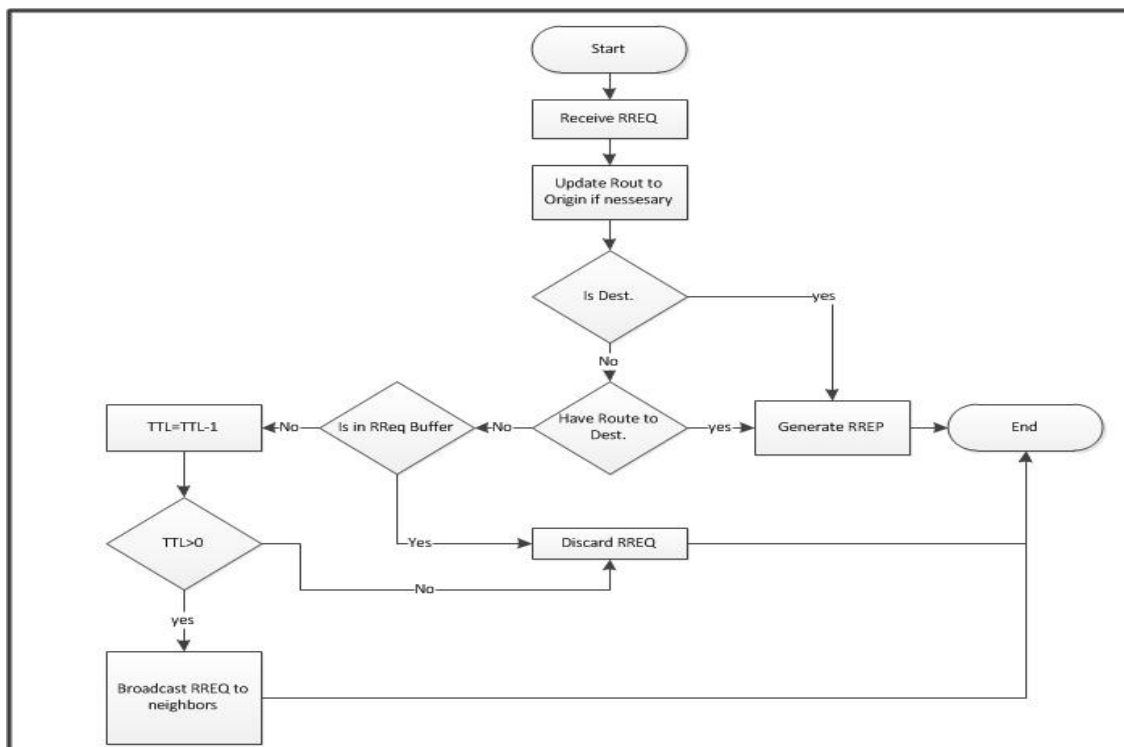 Start
Receive RREQ
Update Rout to
Origin if nessesary
Is Dest.
yes
No
Have Route to
Dest.
yes
Generate RREP
End
No
Is in RReq Buffer
No
TTL=TTL-1
Yes
Discard RREQ
TTL>0
No
yes
Broadcast RREQ to
neighbors